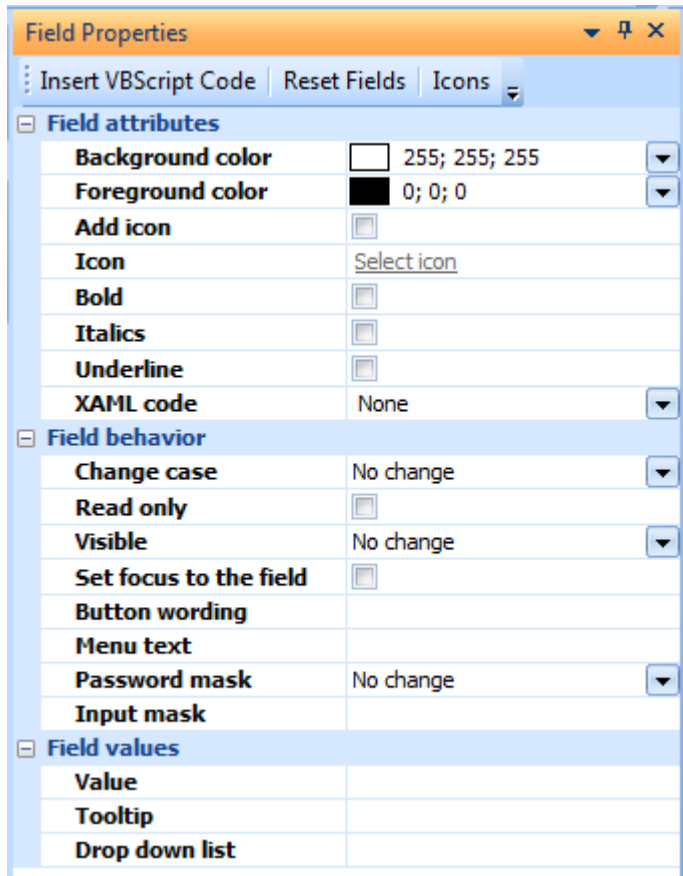 Field Properties
Insert VBScript Code Reset Fields Icons
Field attributes
Background color 255; 255; 255
Foreground color 0; 0; 0
Add icon
Icon Select icon
Bold
Italics
Underline
XAML code None
Field behavior
Change case No change
Read only
Visible No change
Set focus to the field
Button wording
Menu text
Password mask No change
Input mask
Field values
Value
Tooltip
Drop down list